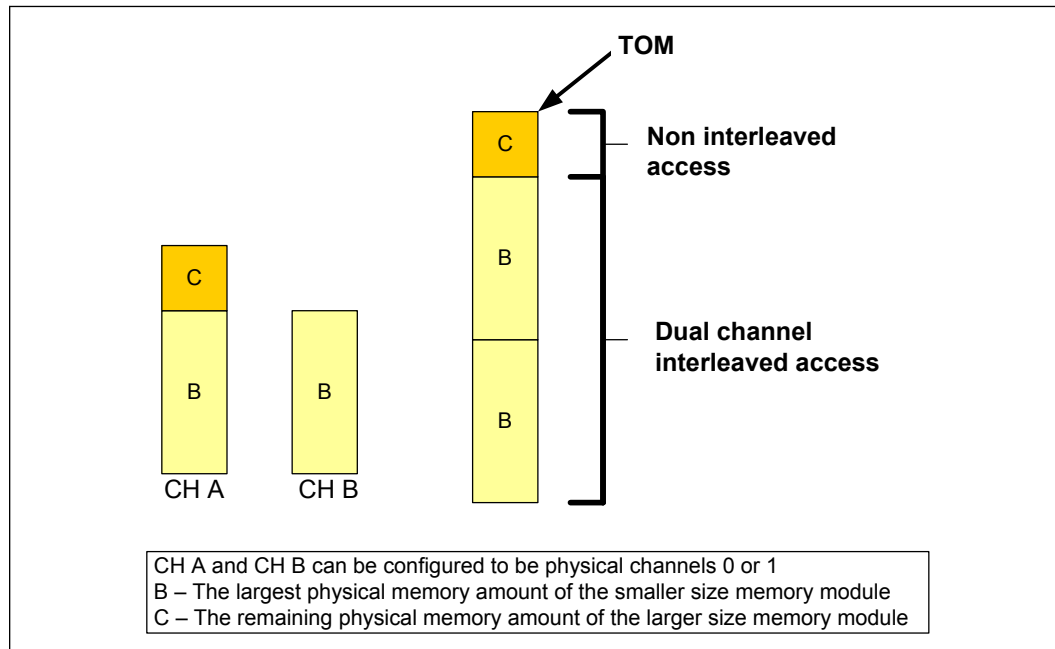 TOM
C
Non interleaved
access
C
B
B
B
Dual channel
interleaved access
B
CH A
CH B
CH A and CH B can be configured to be physical channels 0 or 1
B – The largest physical memory amount of the smaller size memory module
C – The remaining physical memory amount of the larger size memory module